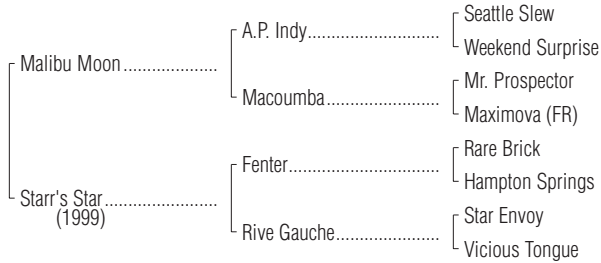 Seattle Slew
A.P. Indy
Weekend Surprise
Malibu Moon
Mr. Prospector
Macoumba
Maximova (FR)
Rare Brick
Fenter
Hampton Springs
Starr's Star
(1999)
Star Envoy
Rive Gauche
Vicious Tongue